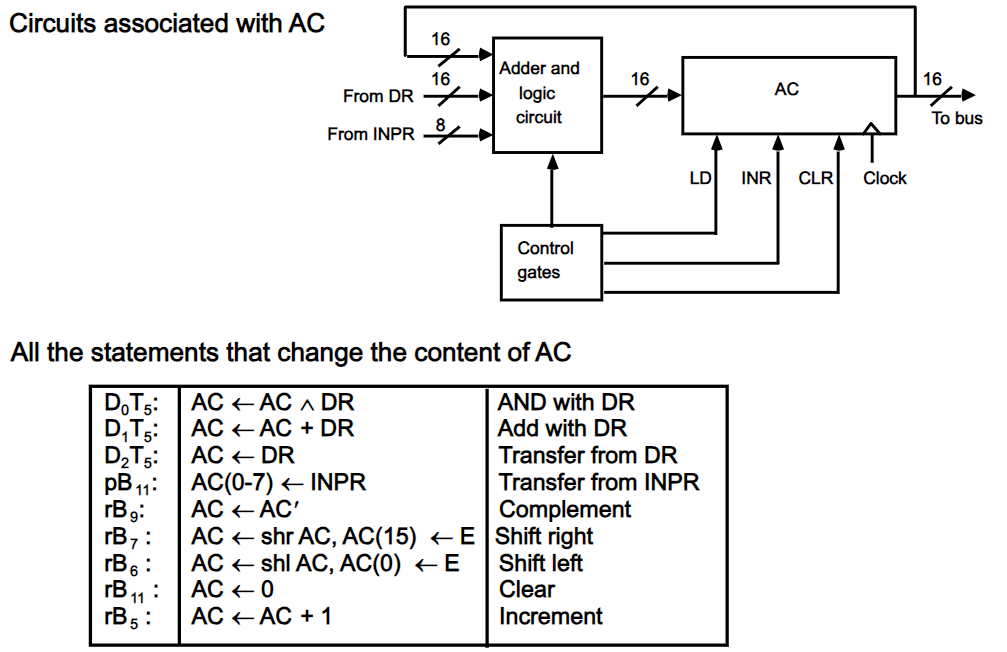 Circuits associated with AC
16
16
From DR
8
From INPR
Adder and
logic
circuit
16
AC
16
To bus
LD
INR
CLR
Clock
Control
gates
All the statements that change the content of AC
D₀T₅: AC ← AC ∧ DR AND with DR
D₁T₅: AC ← AC + DR Add with DR
D₂T₅: AC ← DR Transfer from DR
pB₁₁: AC(0-7) ← INPR Transfer from INPR
rB₉: AC ← AC′ Complement
rB₇ : AC ← shr AC, AC(15) ← E Shift right
rB₆ : AC ← shl AC, AC(0) ← E Shift left
rB₁₁ : AC ← 0 Clear
rB₅ : AC ← AC + 1 Increment